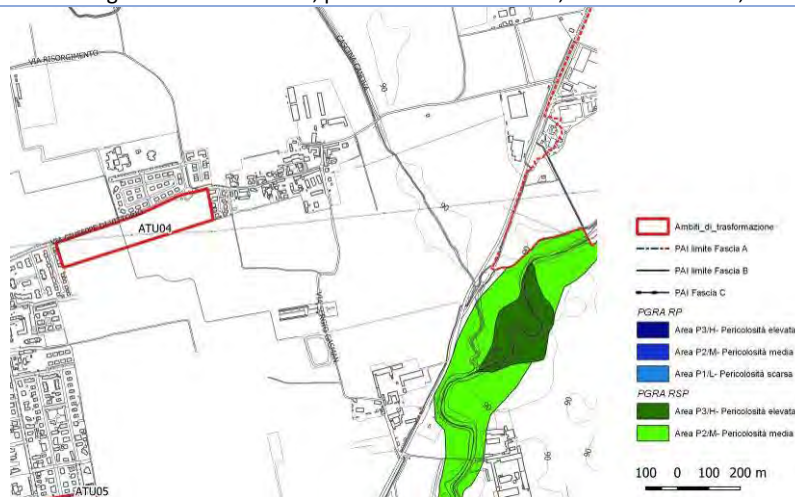 VIA RISORGIMENTO
CASCINA
90
90
ATU04
90
90
90
ATU05
Ambiti_di_trasformazione
PAI limite Fascia A
PAI limite Fascia B
PAI Fascia C
PGRA RP
Area P3/H- Pericolosità elevata
Area P2/M- Pericolosità media
Area P1/L- Pericolosità scarsa
PGRA RSP
Area P3/H- Pericolosità elevata
Area P2/M- Pericolosità media
100 0 100 200 m